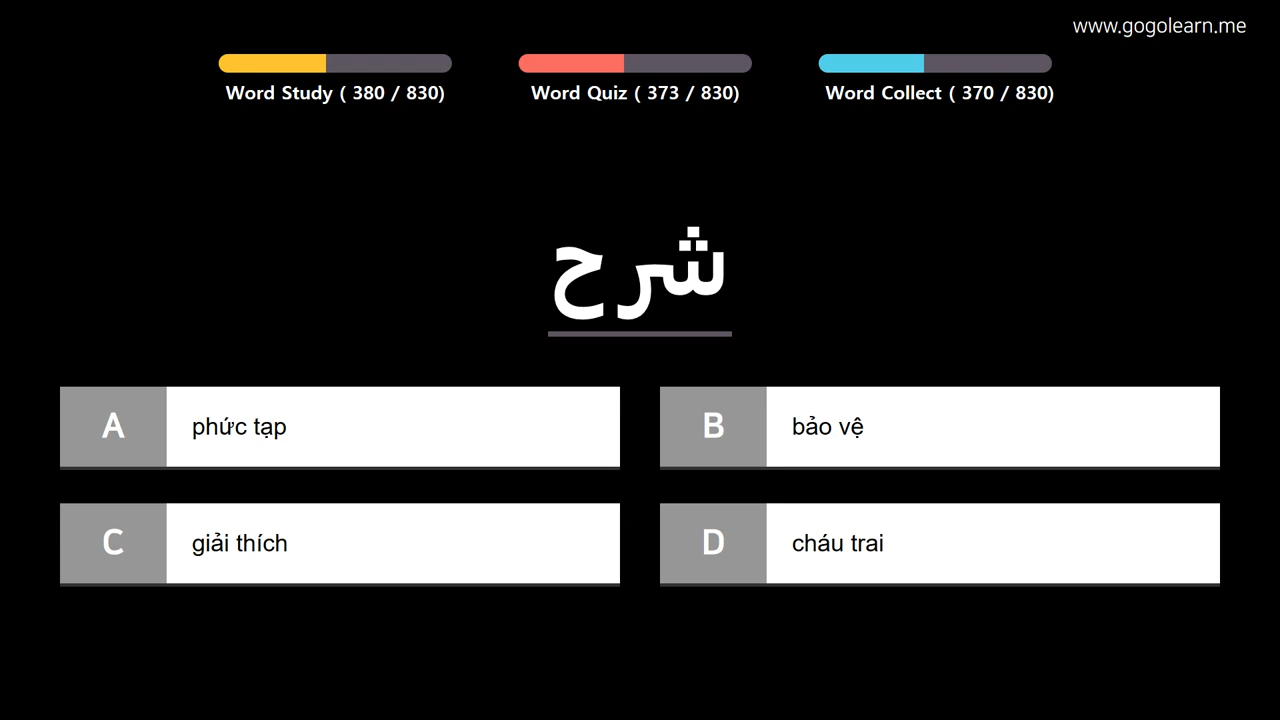 www.gogolearn.me
Word Study ( 380 / 830)
Word Quiz ( 373 / 830)
Word Collect ( 370 / 830)
شرح
A phức tạp
B bảo vệ
C giải thích
D cháu trai